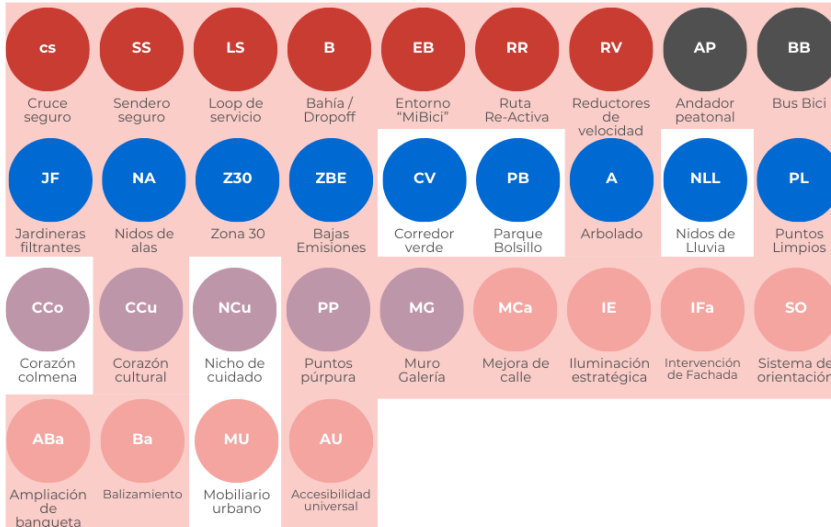 cs SS LS B EB RR RV AP BB
Cruce Sendero Loop de Bahía / Entorno Ruta Reductores Andador Bus Bici
seguro seguro servicio Dropoff “MiBici” Re-Activa de peatonal
velocidad
JF NA Z30 ZBE CV PB A NLL PL
Jardineras Nidos de Zona 30 Bajas Corredor Parque Arbolado Nidos de Puntos
filtrantes alas Emisiones verde Bolsillo Lluvia Limpios
CCo CCu NCu PP MG MCa IE IFa SO
Corazón Corazón Nicho de Puntos Muro Mejora de Iluminación Intervención Sistema de
colmena cultural cuidado púrpura Galería calle estratégica de Fachada orientación
ABa Ba MU AU
Ampliación Balizamiento Mobiliario Accesibilidad
de urbano universal
banqueta